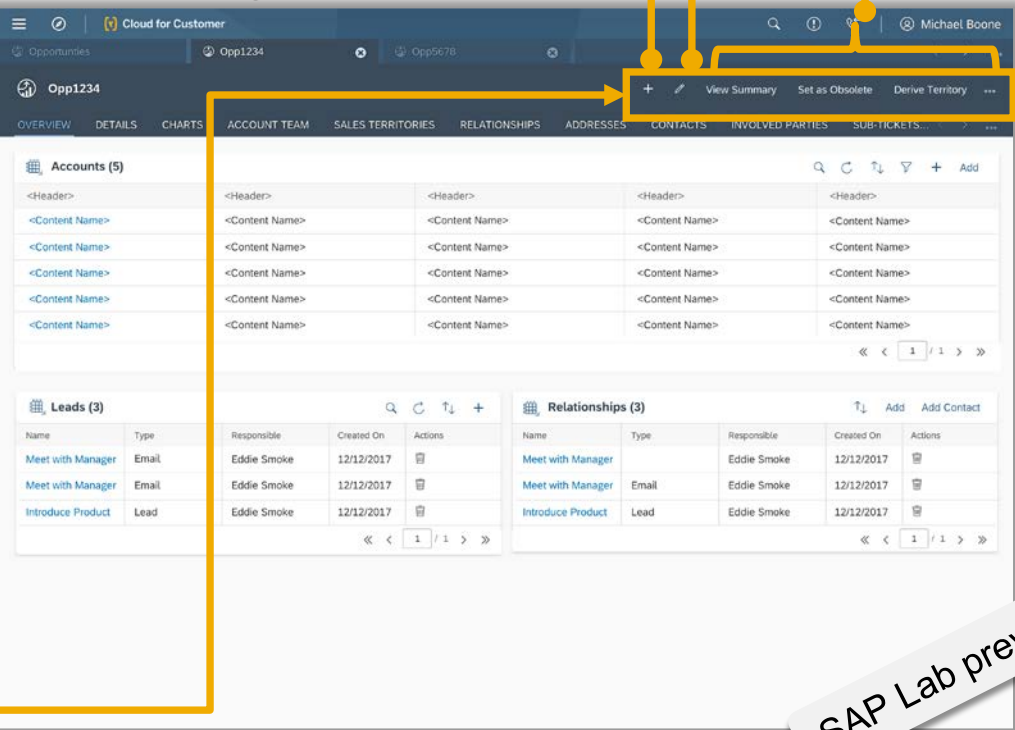 Cloud for Customer Michael Boone
Opportunties Opp1234 Opp5678
Opp1234 + View Summary Set as Obsolete Derive Territory ...
OVERVIEW DETAILS CHARTS ACCOUNT TEAM SALES TERRITORIES RELATIONSHIPS ADDRESSES CONTACTS INVOLVED PARTIES SUB-TICKETS... < > ...
Accounts (5) + Add
<Header> <Header> <Header> <Header> <Header>
<Content Name> <Content Name> <Content Name> <Content Name> <Content Name>
<Content Name> <Content Name> <Content Name> <Content Name> <Content Name>
<Content Name> <Content Name> <Content Name> <Content Name> <Content Name>
<Content Name> <Content Name> <Content Name> <Content Name> <Content Name>
<Content Name> <Content Name> <Content Name> <Content Name> <Content Name>
« < 1 / 1 > »
Leads (3) +
Name Type Responsible Created On Actions
Meet with Manager Email Eddie Smoke 12/12/2017
Meet with Manager Email Eddie Smoke 12/12/2017
Introduce Product Lead Eddie Smoke 12/12/2017
« < 1 / 1 > »
Relationships (3) Add Add Contact
Name Type Responsible Created On Actions
Meet with Manager Eddie Smoke 12/12/2017
Meet with Manager Email Eddie Smoke 12/12/2017
Introduce Product Lead Eddie Smoke 12/12/2017
« < 1 / 1 > »
SAP Lab